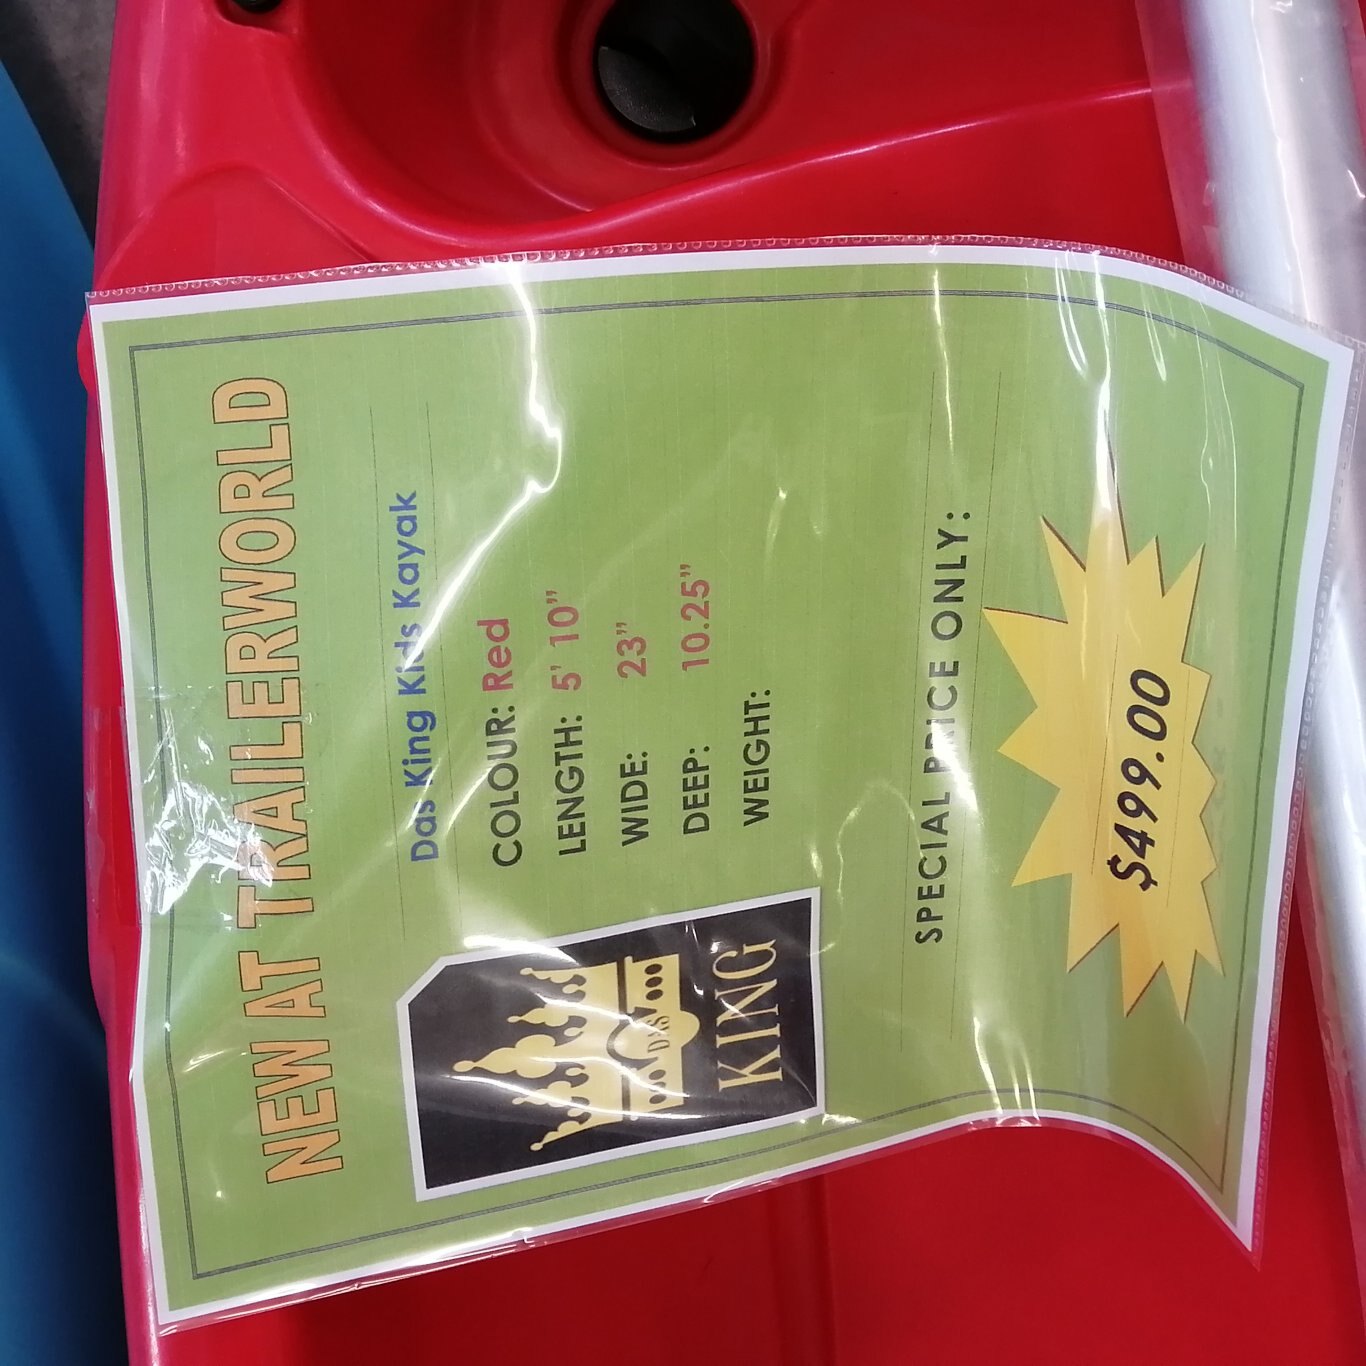 NEW AT TRAILERWORLD
Das King Kids Kayak
COLOUR: Red
LENGTH: 5' 10”
WIDE: 23”
DEEP: 10.25”
WEIGHT:
DAS
KING
SPECIAL PRICE ONLY:
$499.00